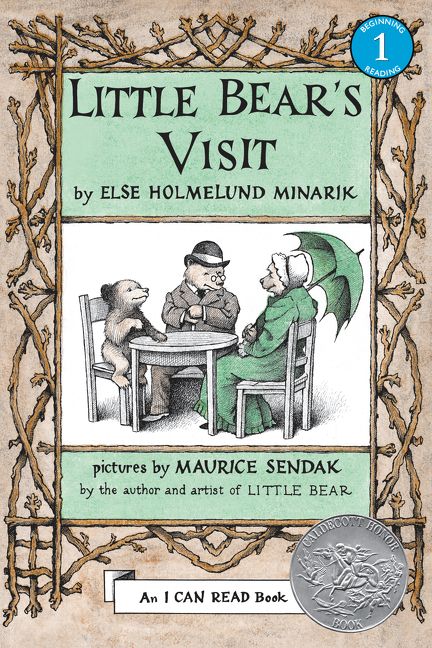 BEGINNING
1
READING
LITTLE BEAR'S
VISIT
by ELSE HOLMELUND MINARIK
pictures by MAURICE SENDAK
by the author and artist of LITTLE BEAR
An I CAN READ Book
CALDECOTT HONOR
BOOK